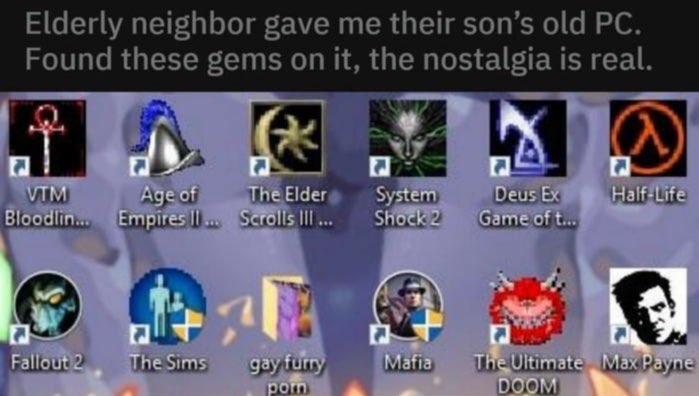 Elderly neighbor gave me their son's old PC.
Found these gems on it, the nostalgia is real.
VTM Bloodlin...
Age of Empires II ...
The Elder Scrolls III ...
System Shock 2
Deus Ex Game of t...
Half-Life
Fallout 2
The Sims
gay furry porn
Mafia
The Ultimate DOOM
Max Payne